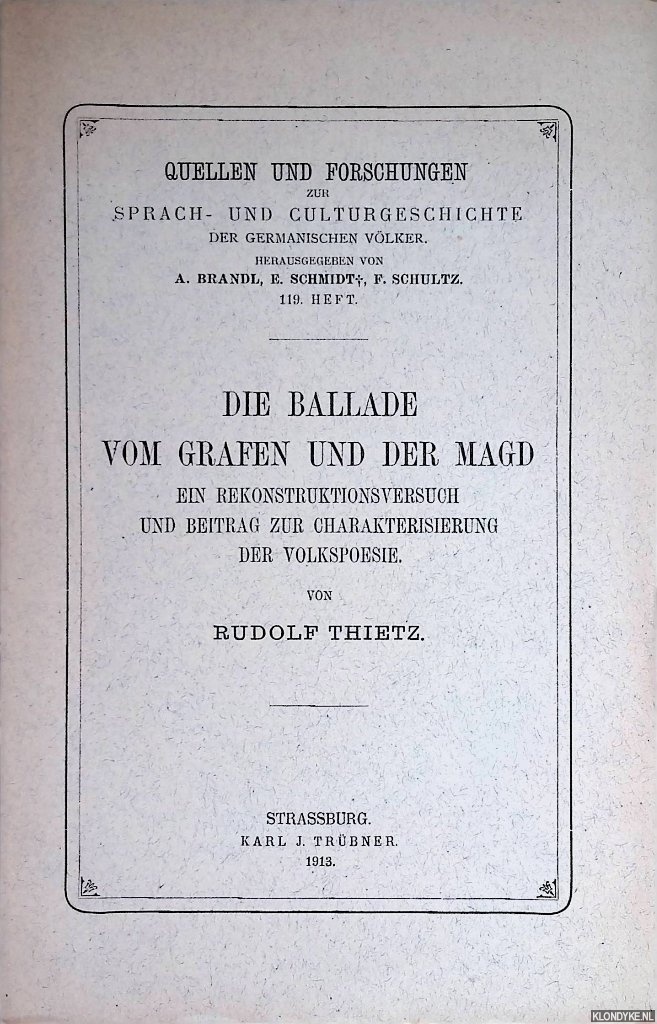 QUELLEN UND FORSCHUNGEN
ZUR
SPRACH- UND CULTURGESCHICHTE
DER GERMANISCHEN VÖLKER.
HERAUSGEGEBEN VON
A. BRANDL, E. SCHMIDT†, F. SCHULTZ.
119. HEFT.
DIE BALLADE
VOM GRAFEN UND DER MAGD
EIN REKONSTRUKTIONSVERSUCH
UND BEITRAG ZUR CHARAKTERISIERUNG
DER VOLKSPOESIE.
VON
RUDOLF THIETZ.
STRASSBURG.
KARL J. TRÜBNER.
1913.
KLONDYKE.NL